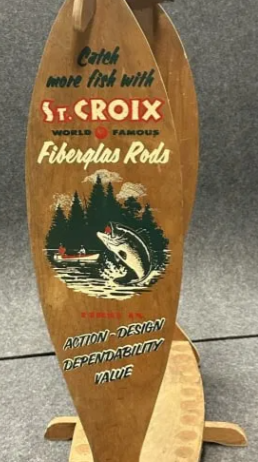 Catch
more fish with
ST. CROIX
WORLD FAMOUS
Fiberglas Rods
ACTION-DESIGN
DEPENDABILITY
VALUE